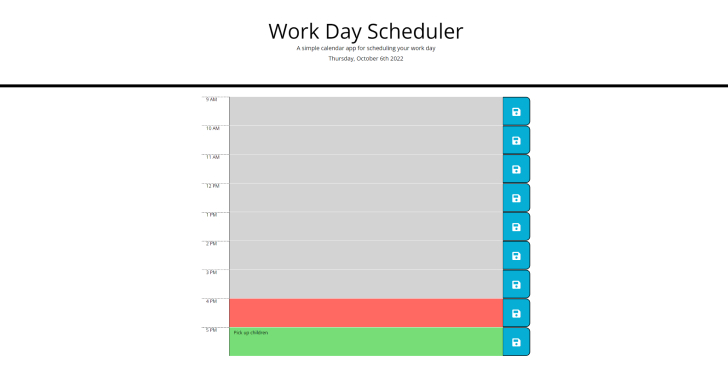 Work Day Scheduler
A simple calendar app for scheduling your work day
Thursday, October 6th 2022
9 AM
10 AM
11 AM
12 PM
1 PM
2 PM
3 PM
4 PM
5 PM
Pick up children